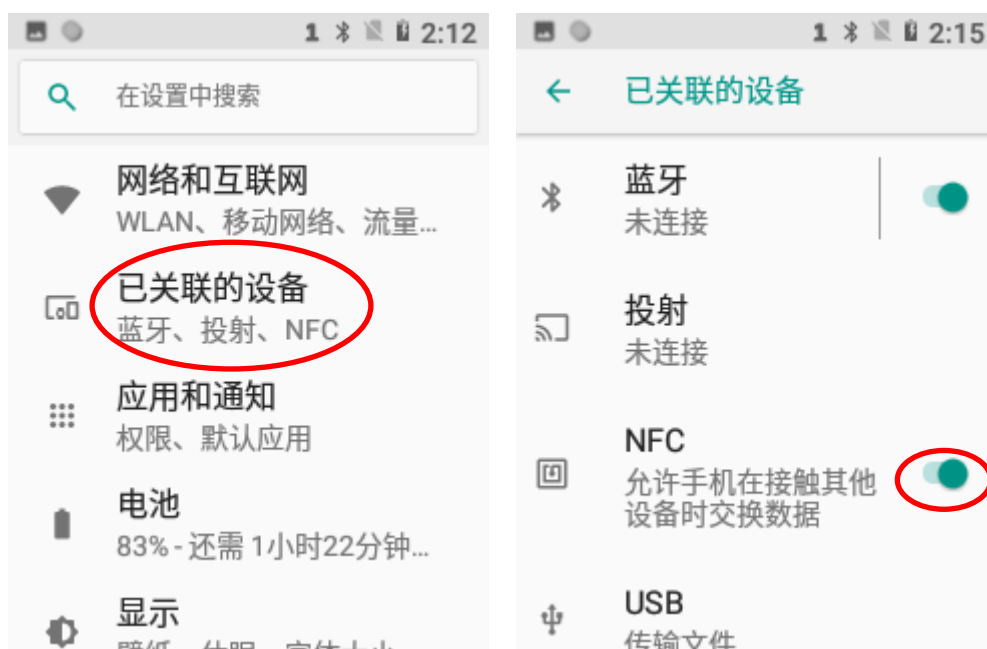 1 2:12
在设置中搜索
网络和互联网
WLAN、移动网络、流量…
已关联的设备
蓝牙、投射、NFC
应用和通知
权限、默认应用
电池
83% - 还需 1小时22分钟…
显示
1 2:15
已关联的设备
蓝牙
未连接
投射
未连接
NFC
允许手机在接触其他
设备时交换数据
USB
传输文件